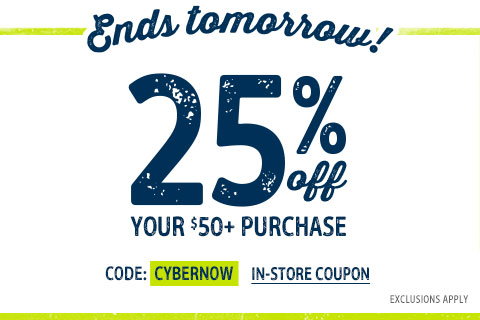 Ends tomorrow!
25% off
YOUR $50+ PURCHASE
CODE: CYBERNOW IN-STORE COUPON
EXCLUSIONS APPLY